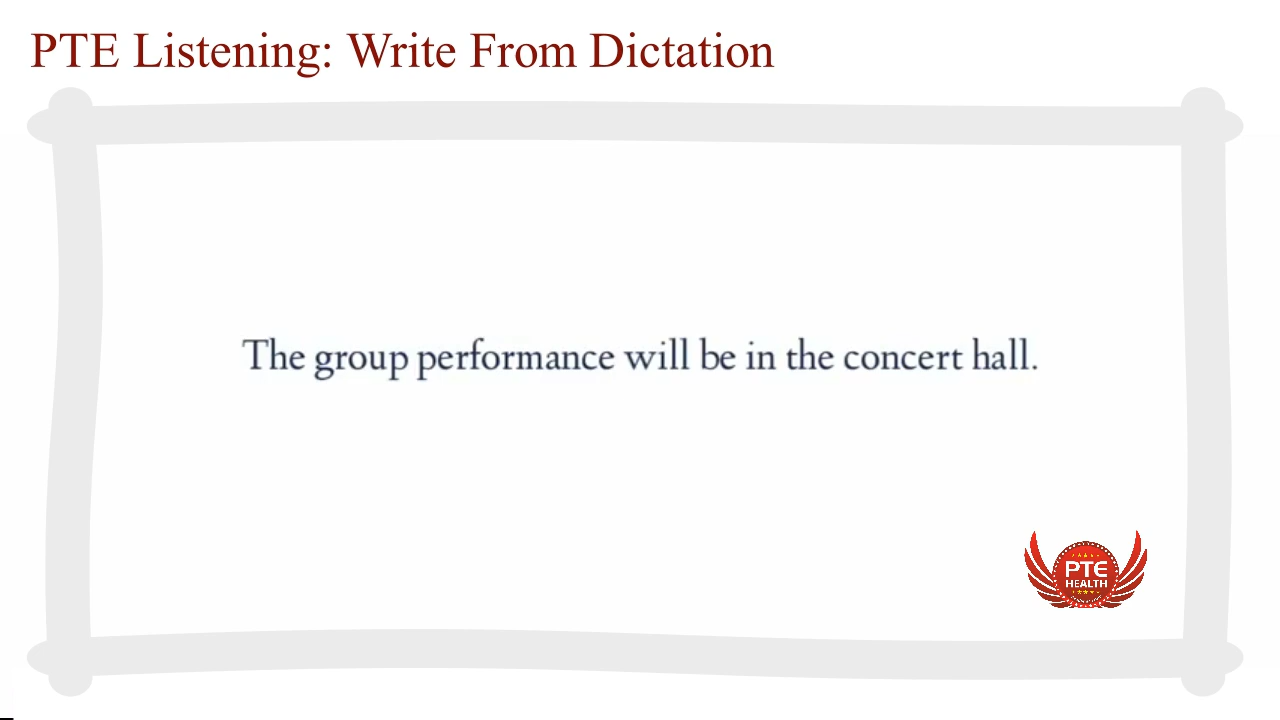 PTE Listening: Write From Dictation
The group performance will be in the concert hall.
PTE
HEALTH